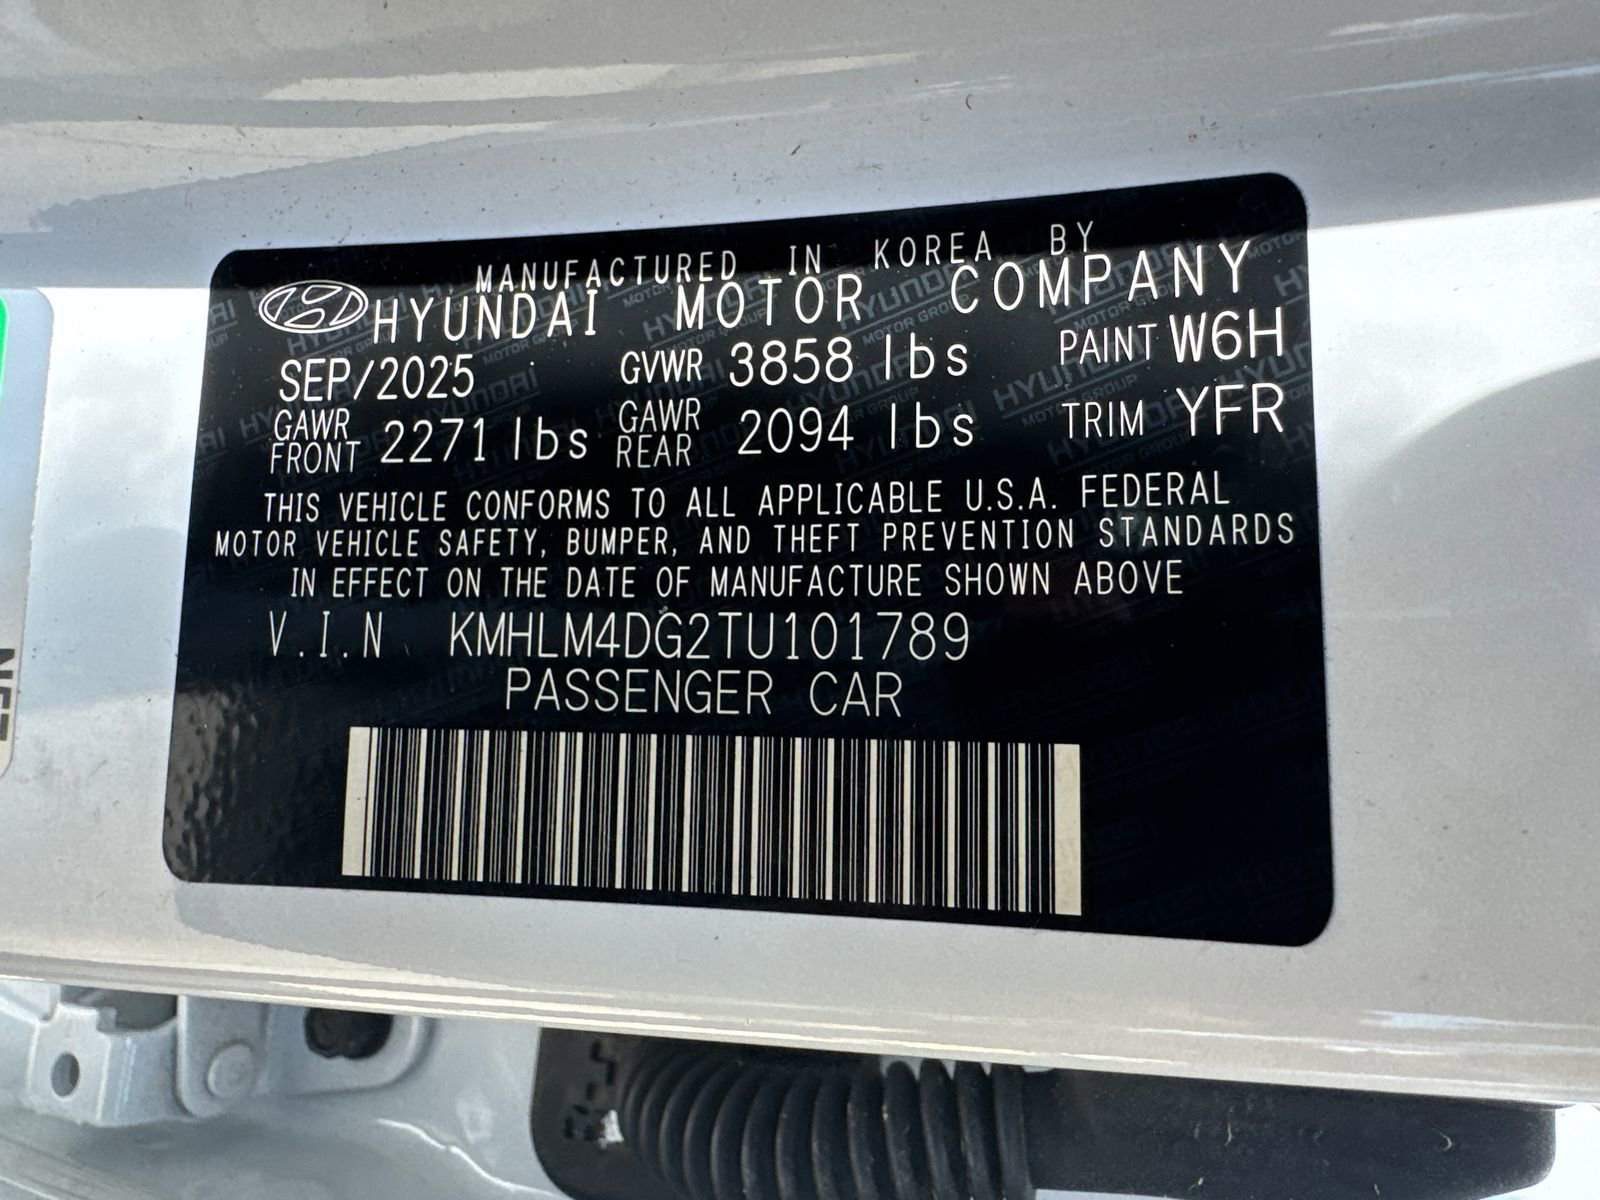 MANUFACTURED IN KOREA BY
HYUNDAI MOTOR COMPANY
SEP/2025 GVWR 3858 lbs PAINT W6H
GAWR FRONT 2271 lbs GAWR REAR 2094 lbs TRIM YFR
THIS VEHICLE CONFORMS TO ALL APPLICABLE U.S.A. FEDERAL
MOTOR VEHICLE SAFETY, BUMPER, AND THEFT PREVENTION STANDARDS
IN EFFECT ON THE DATE OF MANUFACTURE SHOWN ABOVE
V.I.N KMHLM4DG2TU101789
PASSENGER CAR